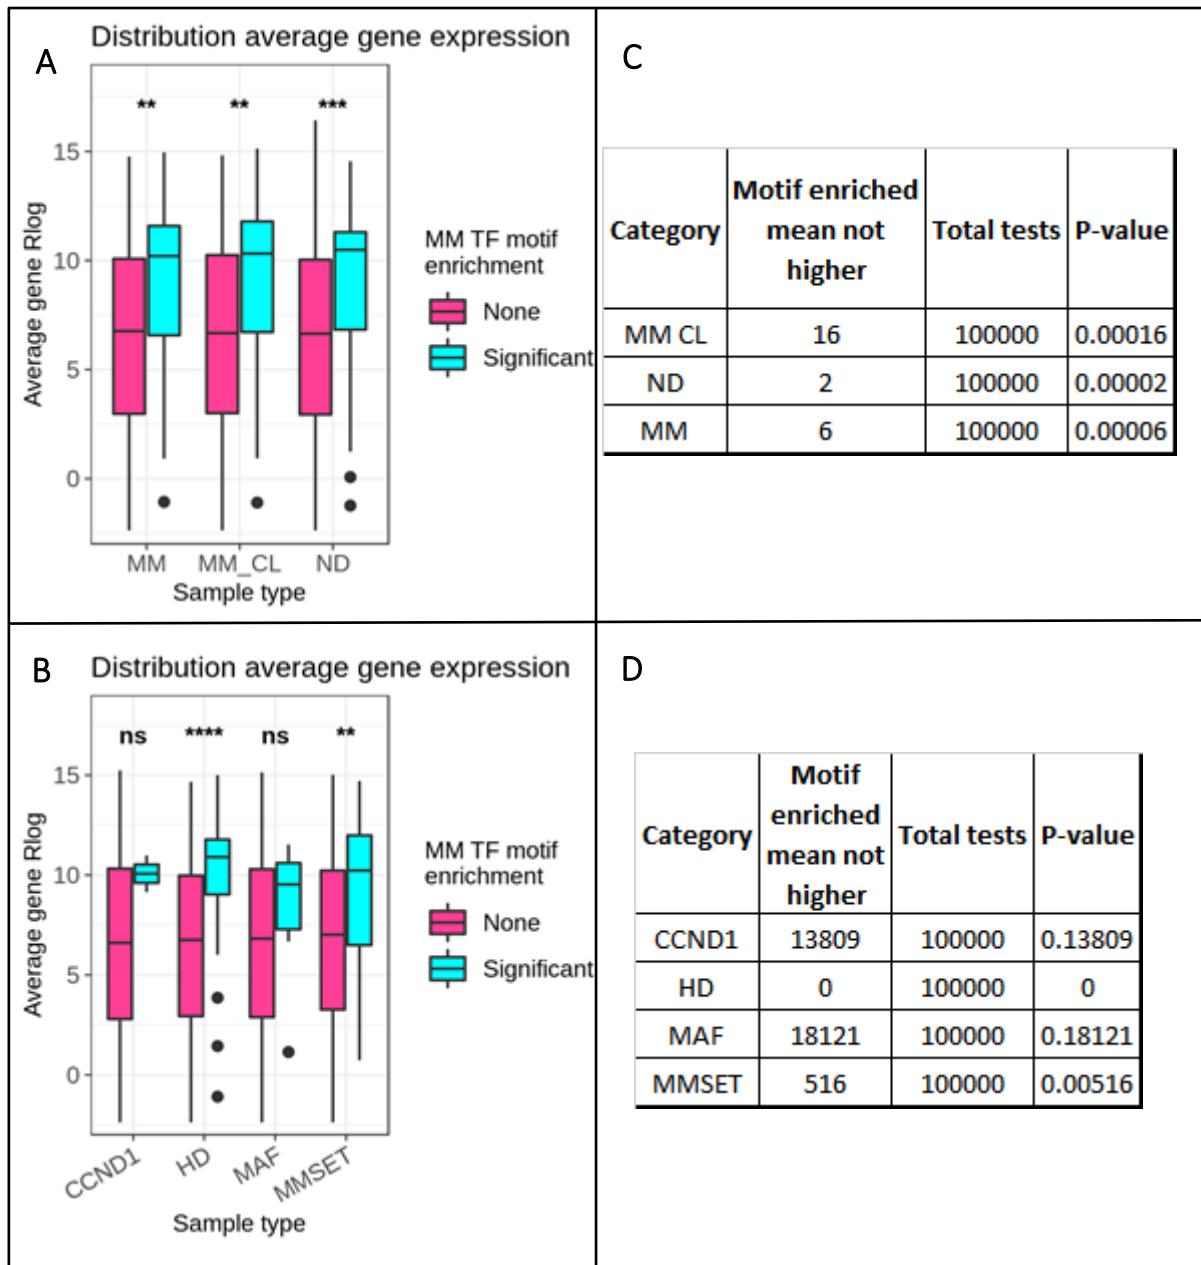 A
Distribution average gene expression
** ** ***
15
10
5
0
Average gene Rlog
MM MM_CL ND
Sample type
MM TF motif
enrichment
None
Significant
C
Category Motif enriched mean not higher Total tests P-value
MM CL 16 100000 0.00016
ND 2 100000 0.00002
MM 6 100000 0.00006
B
Distribution average gene expression
ns **** ns **
15
10
5
0
Average gene Rlog
CCND1 HD MAF MMSET
Sample type
MM TF motif
enrichment
None
Significant
D
Category Motif enriched mean not higher Total tests P-value
CCND1 13809 100000 0.13809
HD 0 100000 0
MAF 18121 100000 0.18121
MMSET 516 100000 0.00516